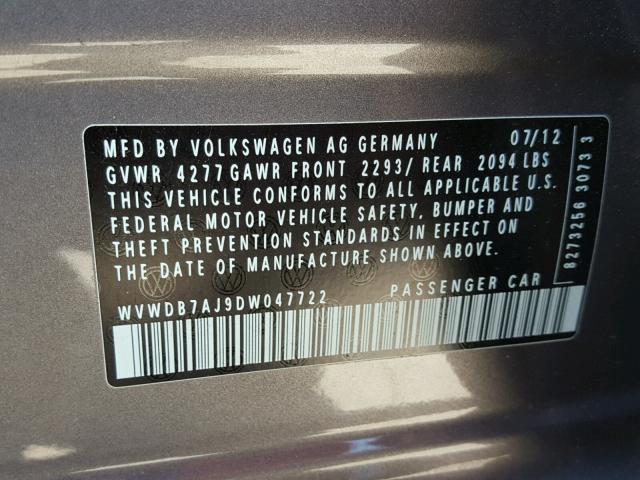 MFD BY VOLKSWAGEN AG GERMANY 07/12
GVWR 4277 GAWR FRONT 2293/ REAR 2094 LBS
THIS VEHICLE CONFORMS TO ALL APPLICABLE U.S.
FEDERAL MOTOR VEHICLE SAFETY, BUMPER AND
THEFT PREVENTION STANDARDS IN EFFECT ON
THE DATE OF MANUFACTURE SHOWN ABOVE.
WVWDB7AJ9DW047722 PASSENGER CAR
8273256 3073 3